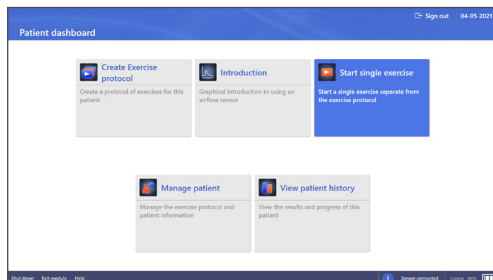 Sign out 04-05-2021
Patient dashboard
Create Exercise
protocol
Create a protocol of exercises for this
patient
Introduction
Graphical introduction to using an
airflow sensor
Start single exercise
Start a single exercise seperate from
the exercise protocol
Manage patient
Manage the exercise protocol and
patient information
View patient history
View the results and progress of this
patient
Shut down Exit module Help
Sensor connected